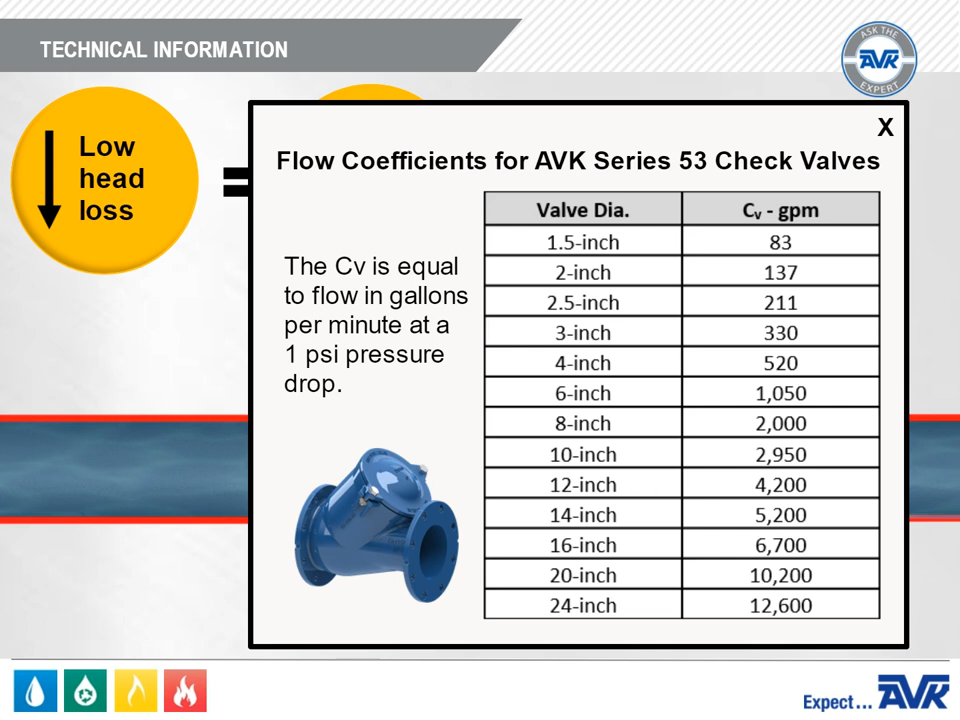 TECHNICAL INFORMATION
ASK THE
AVK
EXPERT
Low
head
loss
=
X
Flow Coefficients for AVK Series 53 Check Valves
The Cv is equal
to flow in gallons
per minute at a
1 psi pressure
drop.
Valve Dia. Cv - gpm
1.5-inch 83
2-inch 137
2.5-inch 211
3-inch 330
4-inch 520
6-inch 1,050
8-inch 2,000
10-inch 2,950
12-inch 4,200
14-inch 5,200
16-inch 6,700
20-inch 10,200
24-inch 12,600
Expect... AVK